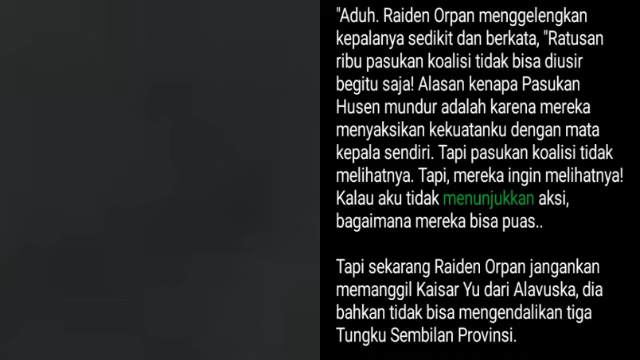 "Aduh. Raiden Orpan menggelengkan
kepalanya sedikit dan berkata, "Ratusan
ribu pasukan koalisi tidak bisa diusir
begitu saja! Alasan kenapa Pasukan
Husen mundur adalah karena mereka
menyaksikan kekuatanku dengan mata
kepala sendiri. Tapi pasukan koalisi tidak
melihatnya. Tapi, mereka ingin melihatnya!
Kalau aku tidak menunjukkan aksi,
bagaimana mereka bisa puas..
Tapi sekarang Raiden Orpan jangankan
memanggil Kaisar Yu dari Alavuska, dia
bahkan tidak bisa mengendalikan tiga
Tungku Sembilan Provinsi.